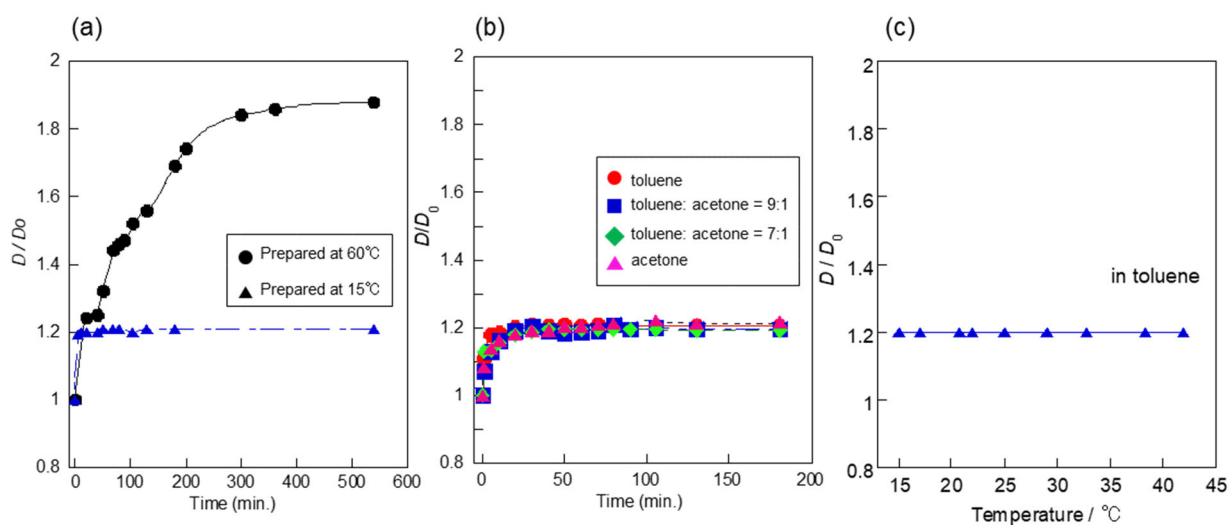 (a)
2
1.8
1.6
1.4
1.2
1
0.8
D / Do
Prepared at 60℃
Prepared at 15℃
0 100 200 300 400 500 600
Time (min.)
(b)
2
1.8
1.6
1.4
1.2
1
0.8
D/D0
toluene
toluene: acetone = 9:1
toluene: acetone = 7:1
acetone
0 50 100 150 200
Time (min.)
(c)
2
1.8
1.6
1.4
1.2
1
0.8
D / D0
in toluene
15 20 25 30 35 40 45
Temperature / ℃